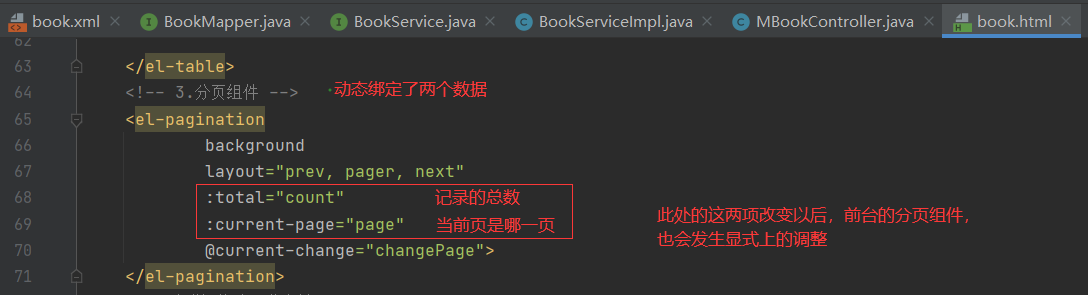 book.xml BookMapper.java BookService.java BookServiceImpl.java MBookController.java book.html
62
63 </el-table>
64 <!-- 3.分页组件 --> 动态绑定了两个数据
65 <el-pagination
66 background
67 layout="prev, pager, next"
68 :total="count" 记录的总数
69 :current-page="page" 当前页是哪一页
此处的这两项改变以后，前台的分页组件，
也会发生显式上的调整
70 @current-change="changePage">
71 </el-pagination>